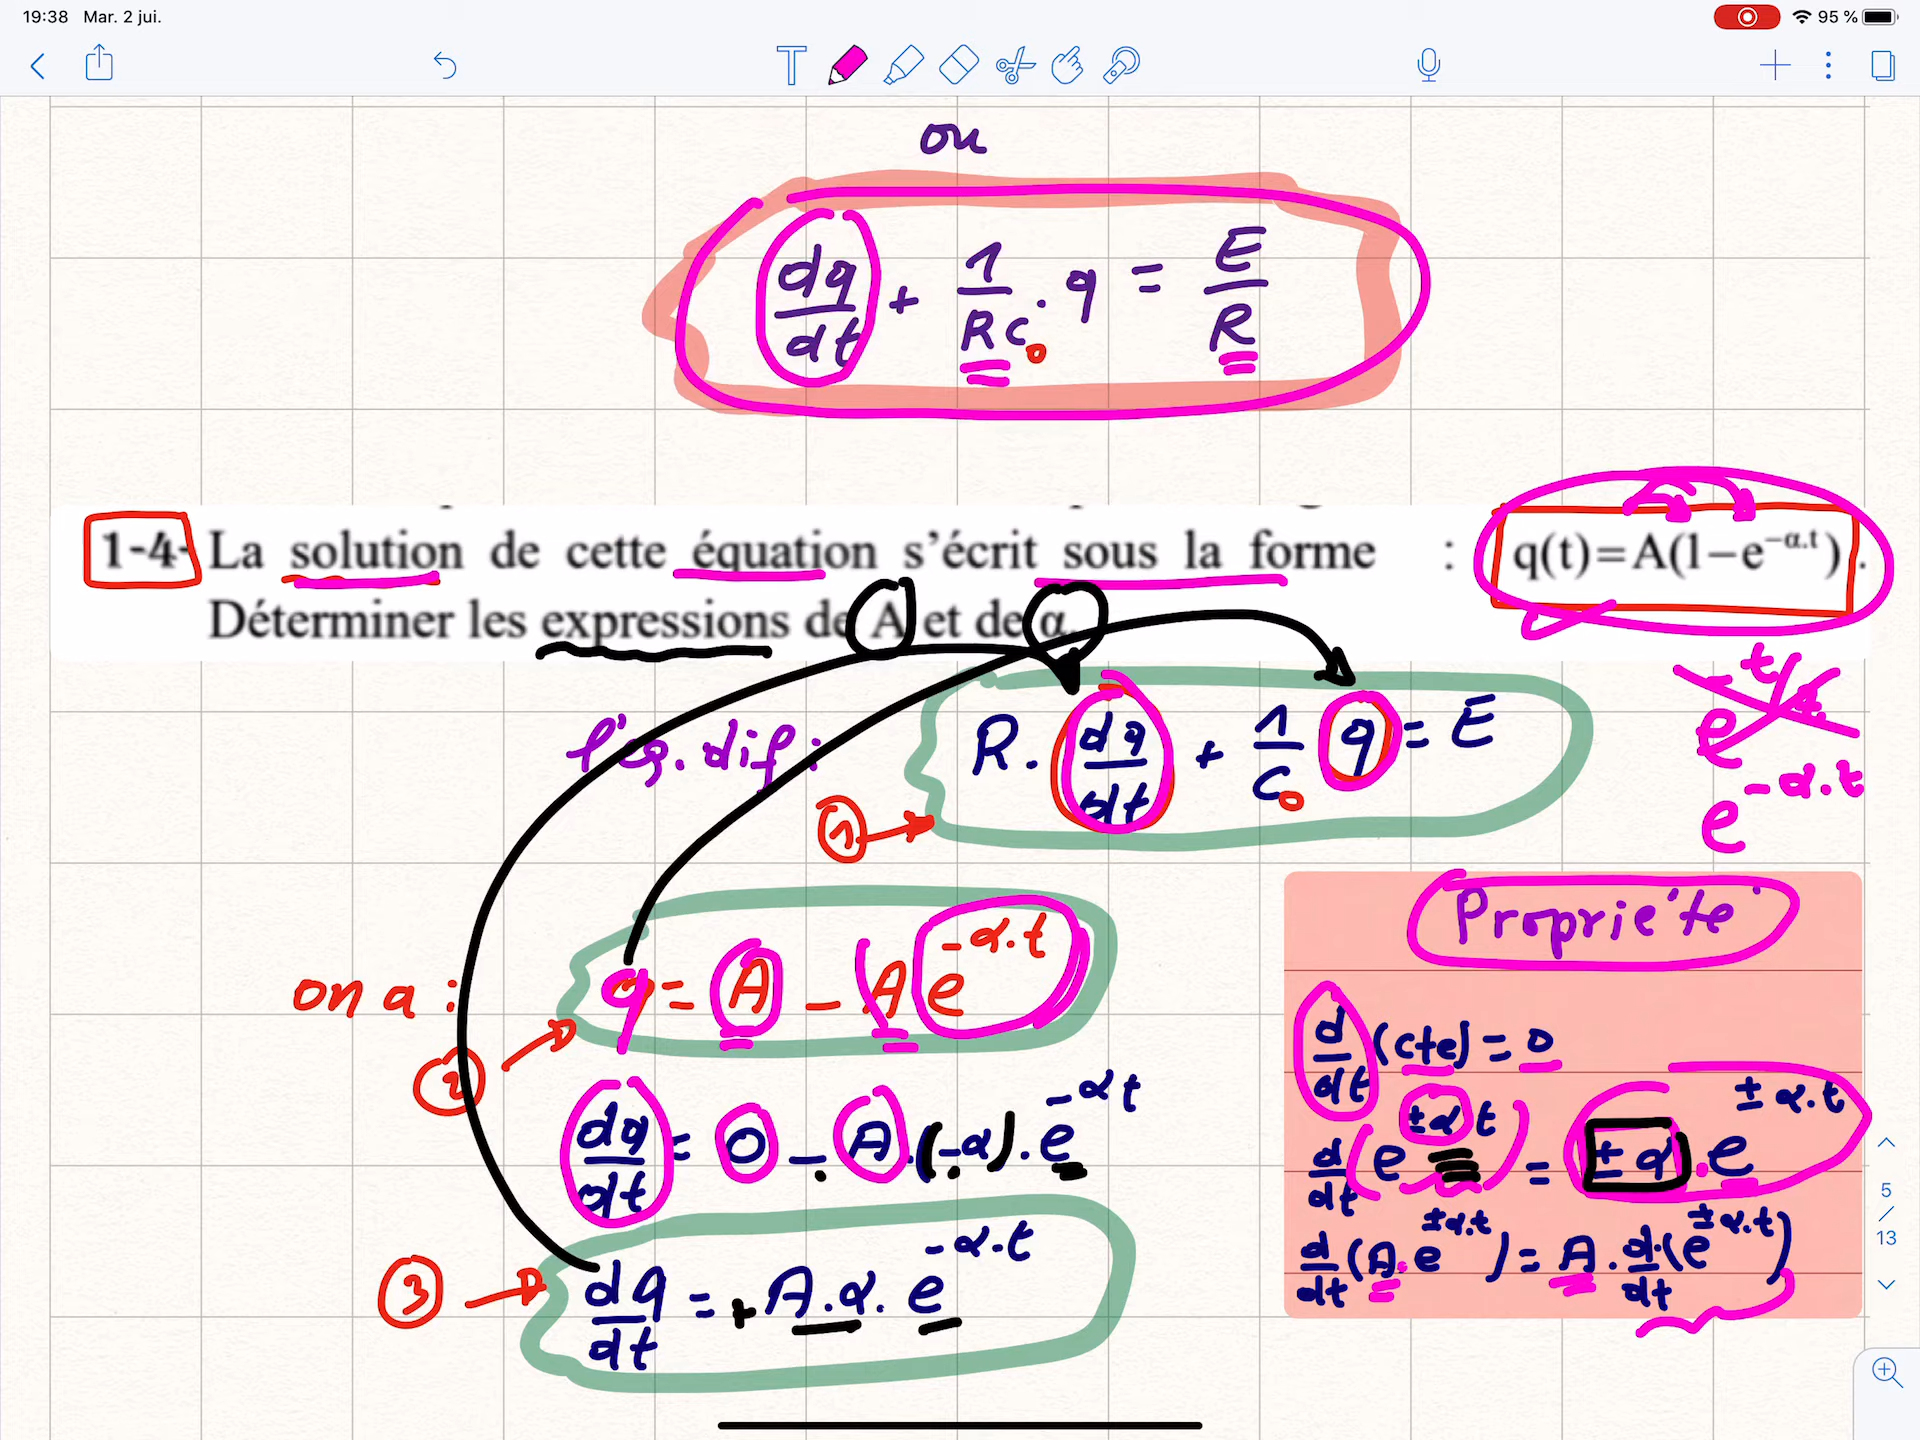 19:38 Mar. 2 jui. 95 %
T
ou
dq/dt + 1/RC₀ . q = E/R
1-4- La solution de cette équation s’écrit sous la forme : q(t)=A(1−e^−α.t).
Déterminer les expressions de A et de α.
l'eq. dif :
① → R. dq/dt + 1/C₀ q = E
e^t/α
e^-α.t
on a :
② → q = A − A e^-α.t
dq/dt = 0 − A.(-α).e^-αt
③ → dq/dt = + A.α. e^-α.t
Propriété
d/dt (cte) = 0
d/dt (e^±αt) = ±α . e^±α.t
d/dt (A.e^±α.t) = A . d/dt (e^±α.t)
5
/
13